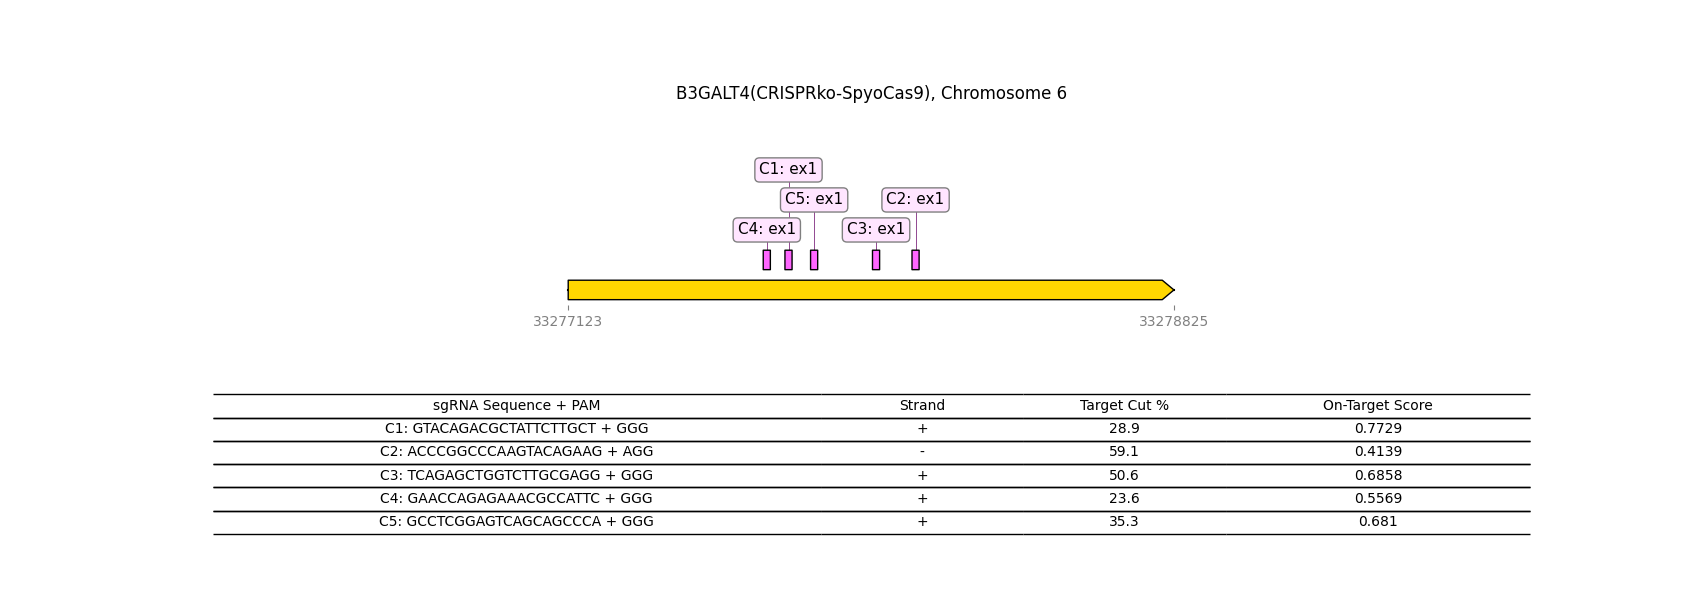 B3GALT4(CRISPRko-SpyoCas9), Chromosome 6
C1: ex1
C5: ex1
C2: ex1
C4: ex1
C3: ex1
33277123
33278825
sgRNA Sequence + PAM Strand Target Cut % On-Target Score
C1: GTACAGACGCTATTCTTGCT + GGG + 28.9 0.7729
C2: ACCCGGCCCAAGTACAGAAG + AGG - 59.1 0.4139
C3: TCAGAGCTGGTCTTGCGAGG + GGG + 50.6 0.6858
C4: GAACCAGAGAAACGCCATTC + GGG + 23.6 0.5569
C5: GCCTCGGAGTCAGCAGCCCA + GGG + 35.3 0.681